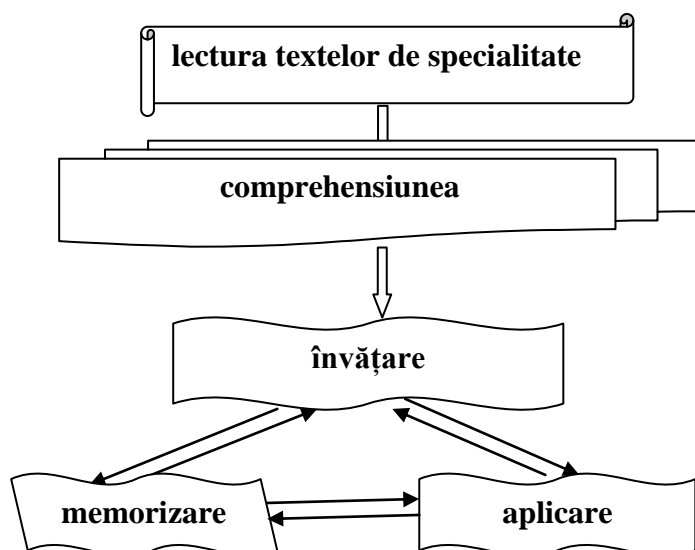 lectura textelor de specialitate
comprehensiunea
învățare
memorizare
aplicare